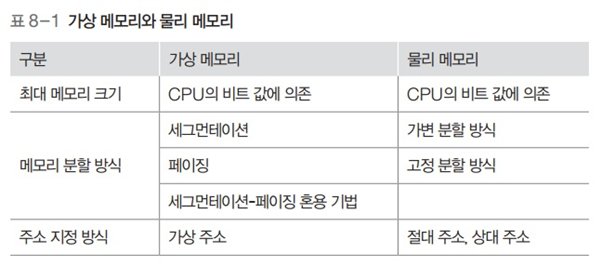 표 8-1 가상 메모리와 물리 메모리
구분 가상 메모리 물리 메모리
최대 메모리 크기 CPU의 비트 값에 의존 CPU의 비트 값에 의존
세그먼테이션 가변 분할 방식
메모리 분할 방식 페이징 고정 분할 방식
세그먼테이션-페이징 혼용 기법
주소 지정 방식 가상 주소 절대 주소, 상대 주소